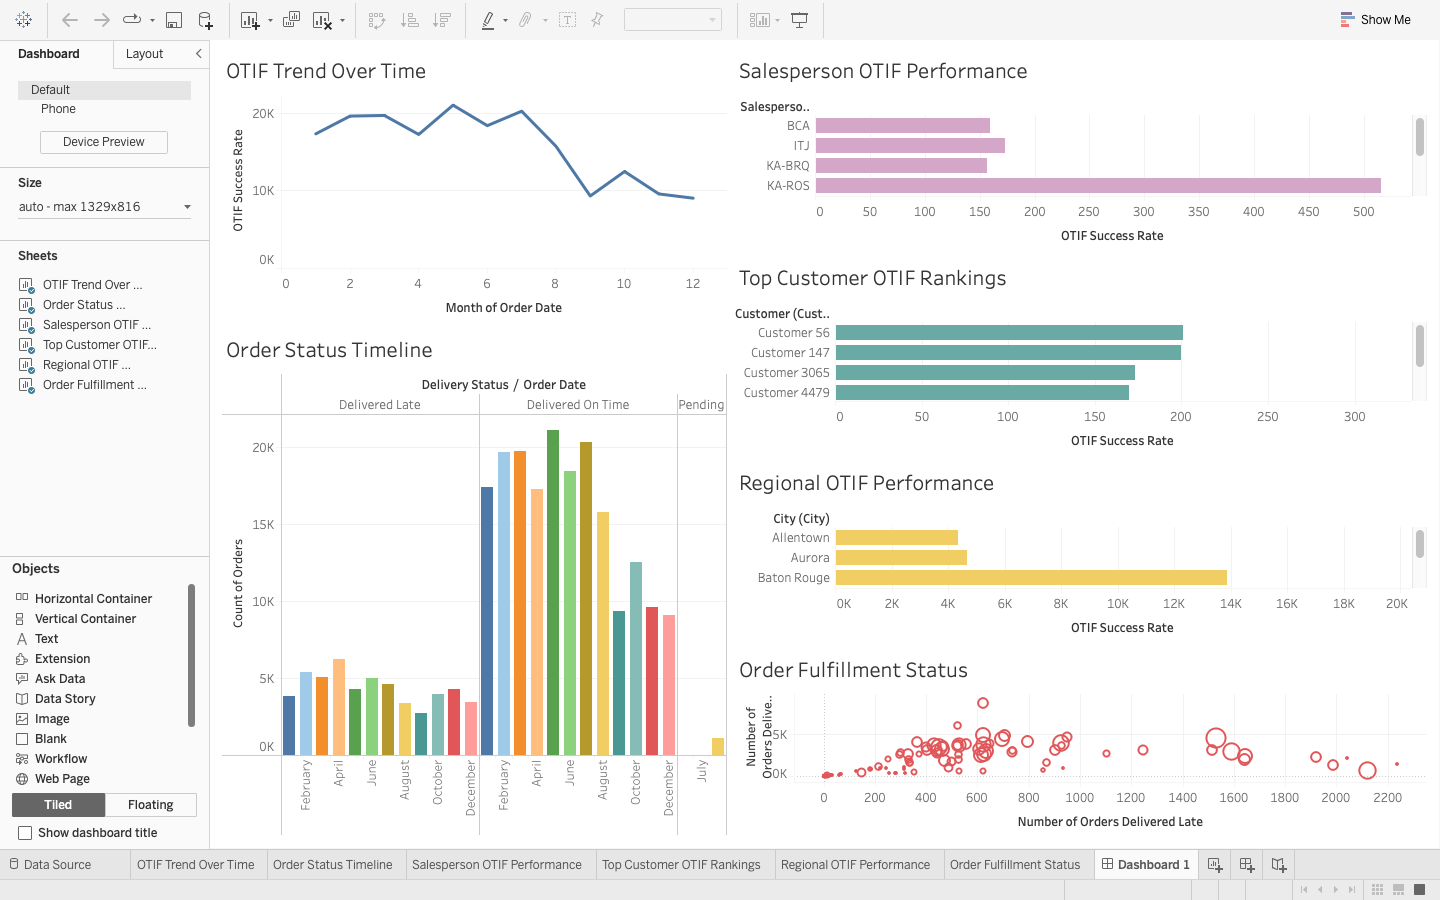 Show Me
Dashboard
Layout
Default
Phone
Device Preview
Size
auto - max 1329x816
Sheets
OTIF Trend Over ...
Order Status ...
Salesperson OTIF ...
Top Customer OTIF...
Regional OTIF ...
Order Fulfillment ...
Objects
Horizontal Container
Vertical Container
Text
Extension
Ask Data
Data Story
Image
Blank
Workflow
Web Page
Tiled
Floating
Show dashboard title
OTIF Trend Over Time
OTIF Success Rate
20K
10K
0K
0 2 4 6 8 10 12
Month of Order Date
Order Status Timeline
Delivery Status / Order Date
Delivered Late
Delivered On Time
Pending
Count of Orders
20K
15K
10K
5K
0K
February
April
June
August
October
December
February
April
June
August
October
December
July
Salesperson OTIF Performance
Salesperso..
BCA
ITJ
KA-BRQ
KA-ROS
0 50 100 150 200 250 300 350 400 450 500
OTIF Success Rate
Top Customer OTIF Rankings
Customer (Cust..
Customer 56
Customer 147
Customer 3065
Customer 4479
0 50 100 150 200 250 300
OTIF Success Rate
Regional OTIF Performance
City (City)
Allentown
Aurora
Baton Rouge
0K 2K 4K 6K 8K 10K 12K 14K 16K 18K 20K
OTIF Success Rate
Order Fulfillment Status
Number of
Orders Delive..
5K
0K
0 200 400 600 800 1000 1200 1400 1600 1800 2000 2200
Number of Orders Delivered Late
Data Source
OTIF Trend Over Time
Order Status Timeline
Salesperson OTIF Performance
Top Customer OTIF Rankings
Regional OTIF Performance
Order Fulfillment Status
Dashboard 1